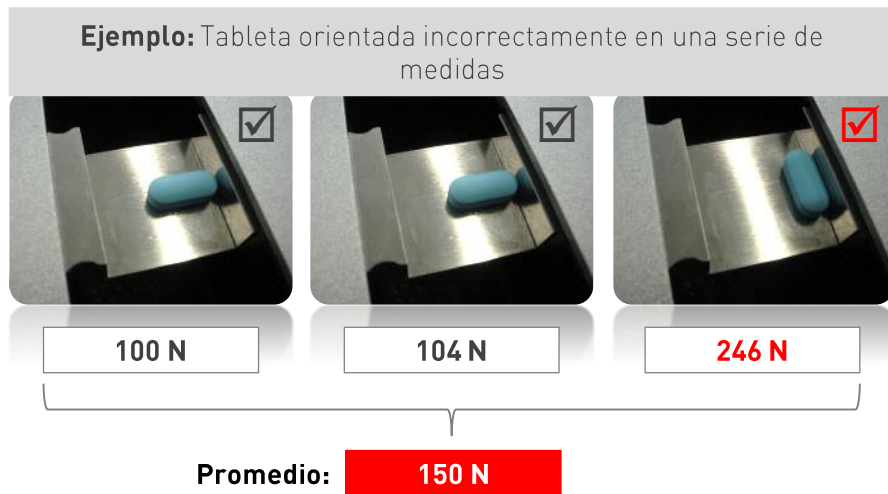 Ejemplo: Tableta orientada incorrectamente en una serie de
medidas
100 N
104 N
246 N
Promedio:
150 N